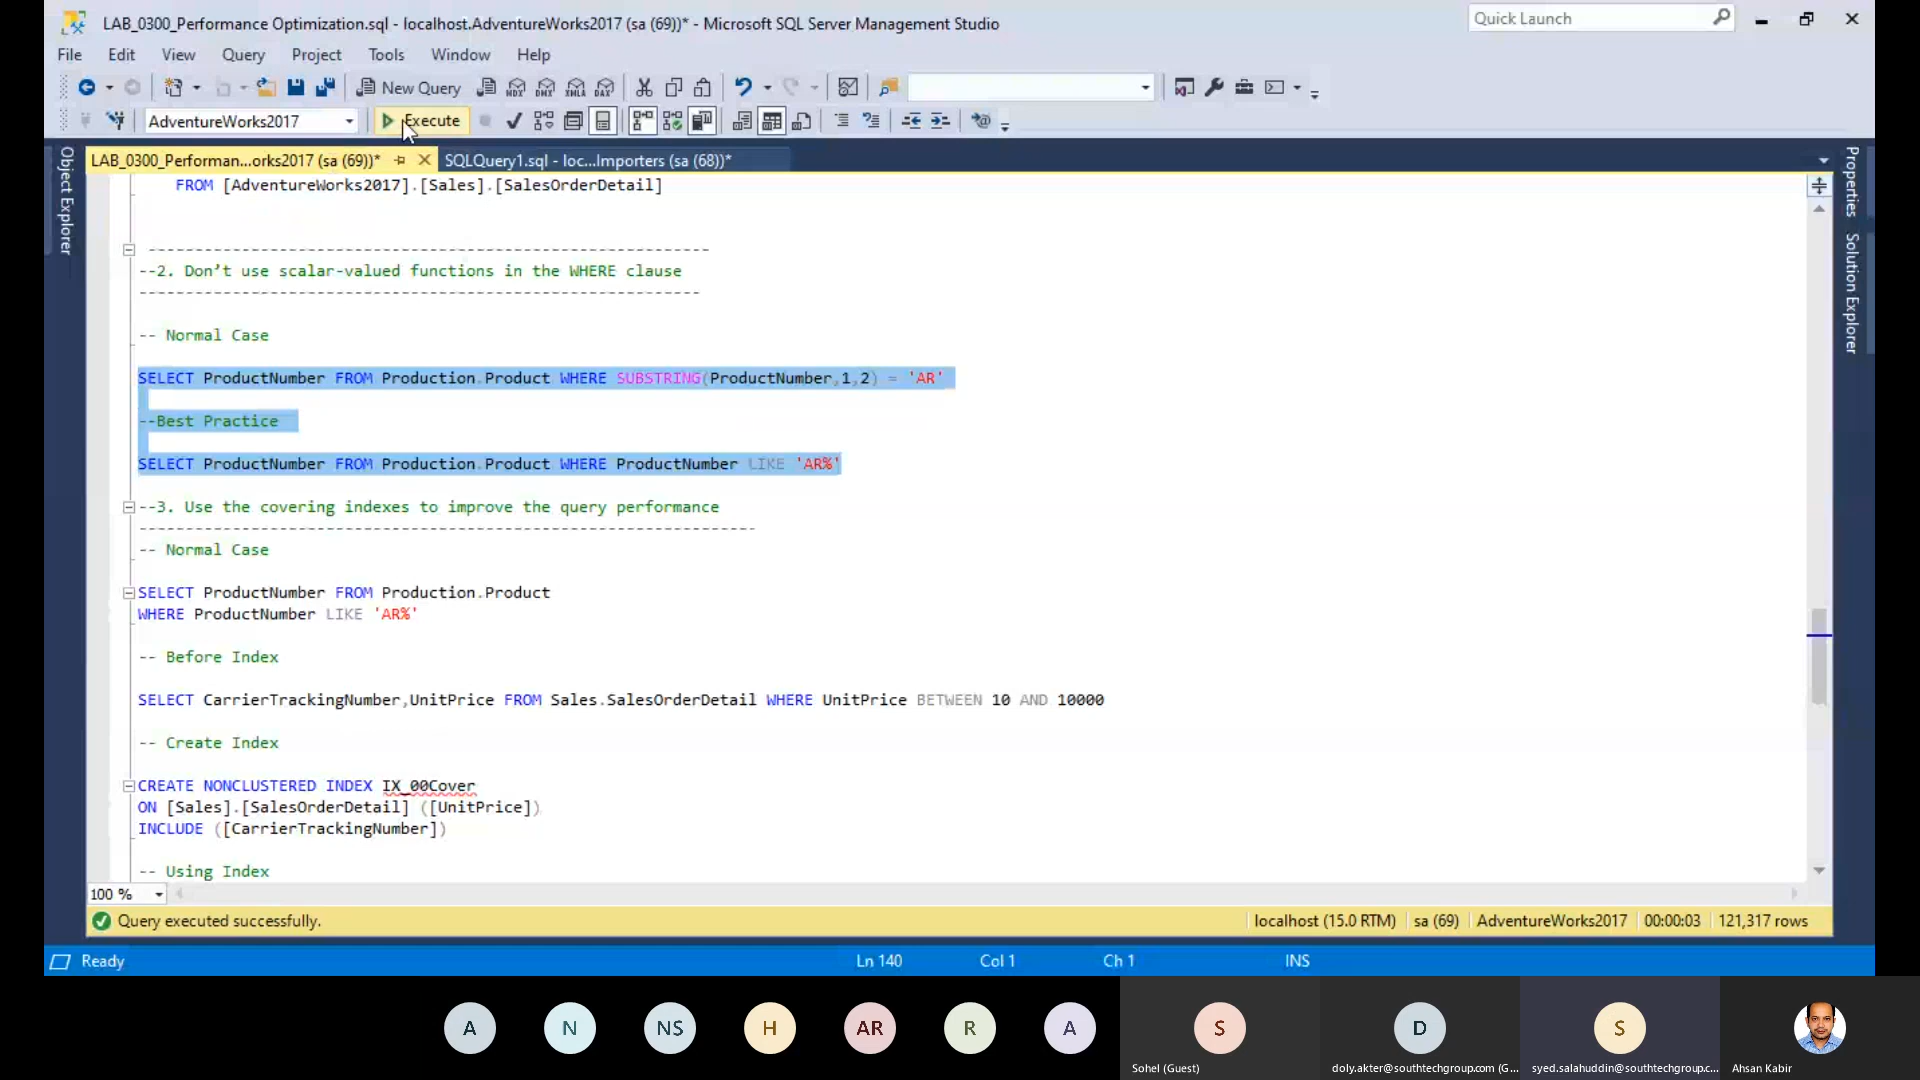 LAB_0300_Performance Optimization.sql - localhost.AdventureWorks2017 (sa (69))* - Microsoft SQL Server Management Studio
Quick Launch
File Edit View Query Project Tools Window Help
New Query
AdventureWorks2017
Execute
LAB_0300_Performan...orks2017 (sa (69))*
SQLQuery1.sql - loc...Importers (sa (68))*
Object Explorer
Properties
Solution Explorer
FROM [AdventureWorks2017].[Sales].[SalesOrderDetail]
-------------------------------------------------------------
--2. Don’t use scalar-valued functions in the WHERE clause
-------------------------------------------------------------
-- Normal Case
SELECT ProductNumber FROM Production.Product WHERE SUBSTRING(ProductNumber,1,2) = 'AR'
--Best Practice
SELECT ProductNumber FROM Production.Product WHERE ProductNumber LIKE 'AR%'
--3. Use the covering indexes to improve the query performance
-------------------------------------------------------------------
-- Normal Case
SELECT ProductNumber FROM Production.Product
WHERE ProductNumber LIKE 'AR%'
-- Before Index
SELECT CarrierTrackingNumber,UnitPrice FROM Sales.SalesOrderDetail WHERE UnitPrice BETWEEN 10 AND 10000
-- Create Index
CREATE NONCLUSTERED INDEX IX_00Cover
ON [Sales].[SalesOrderDetail] ([UnitPrice])
INCLUDE ([CarrierTrackingNumber])
-- Using Index
100 %
Query executed successfully.
localhost (15.0 RTM) sa (69) AdventureWorks2017 00:00:03 121,317 rows
Ready
Ln 140 Col 1 Ch 1 INS
A N NS H AR R A S D S
Sohel (Guest)
doly.akter@southtechgroup.com (G...
syed.salahuddin@southtechgroup.c...
Ahsan Kabir